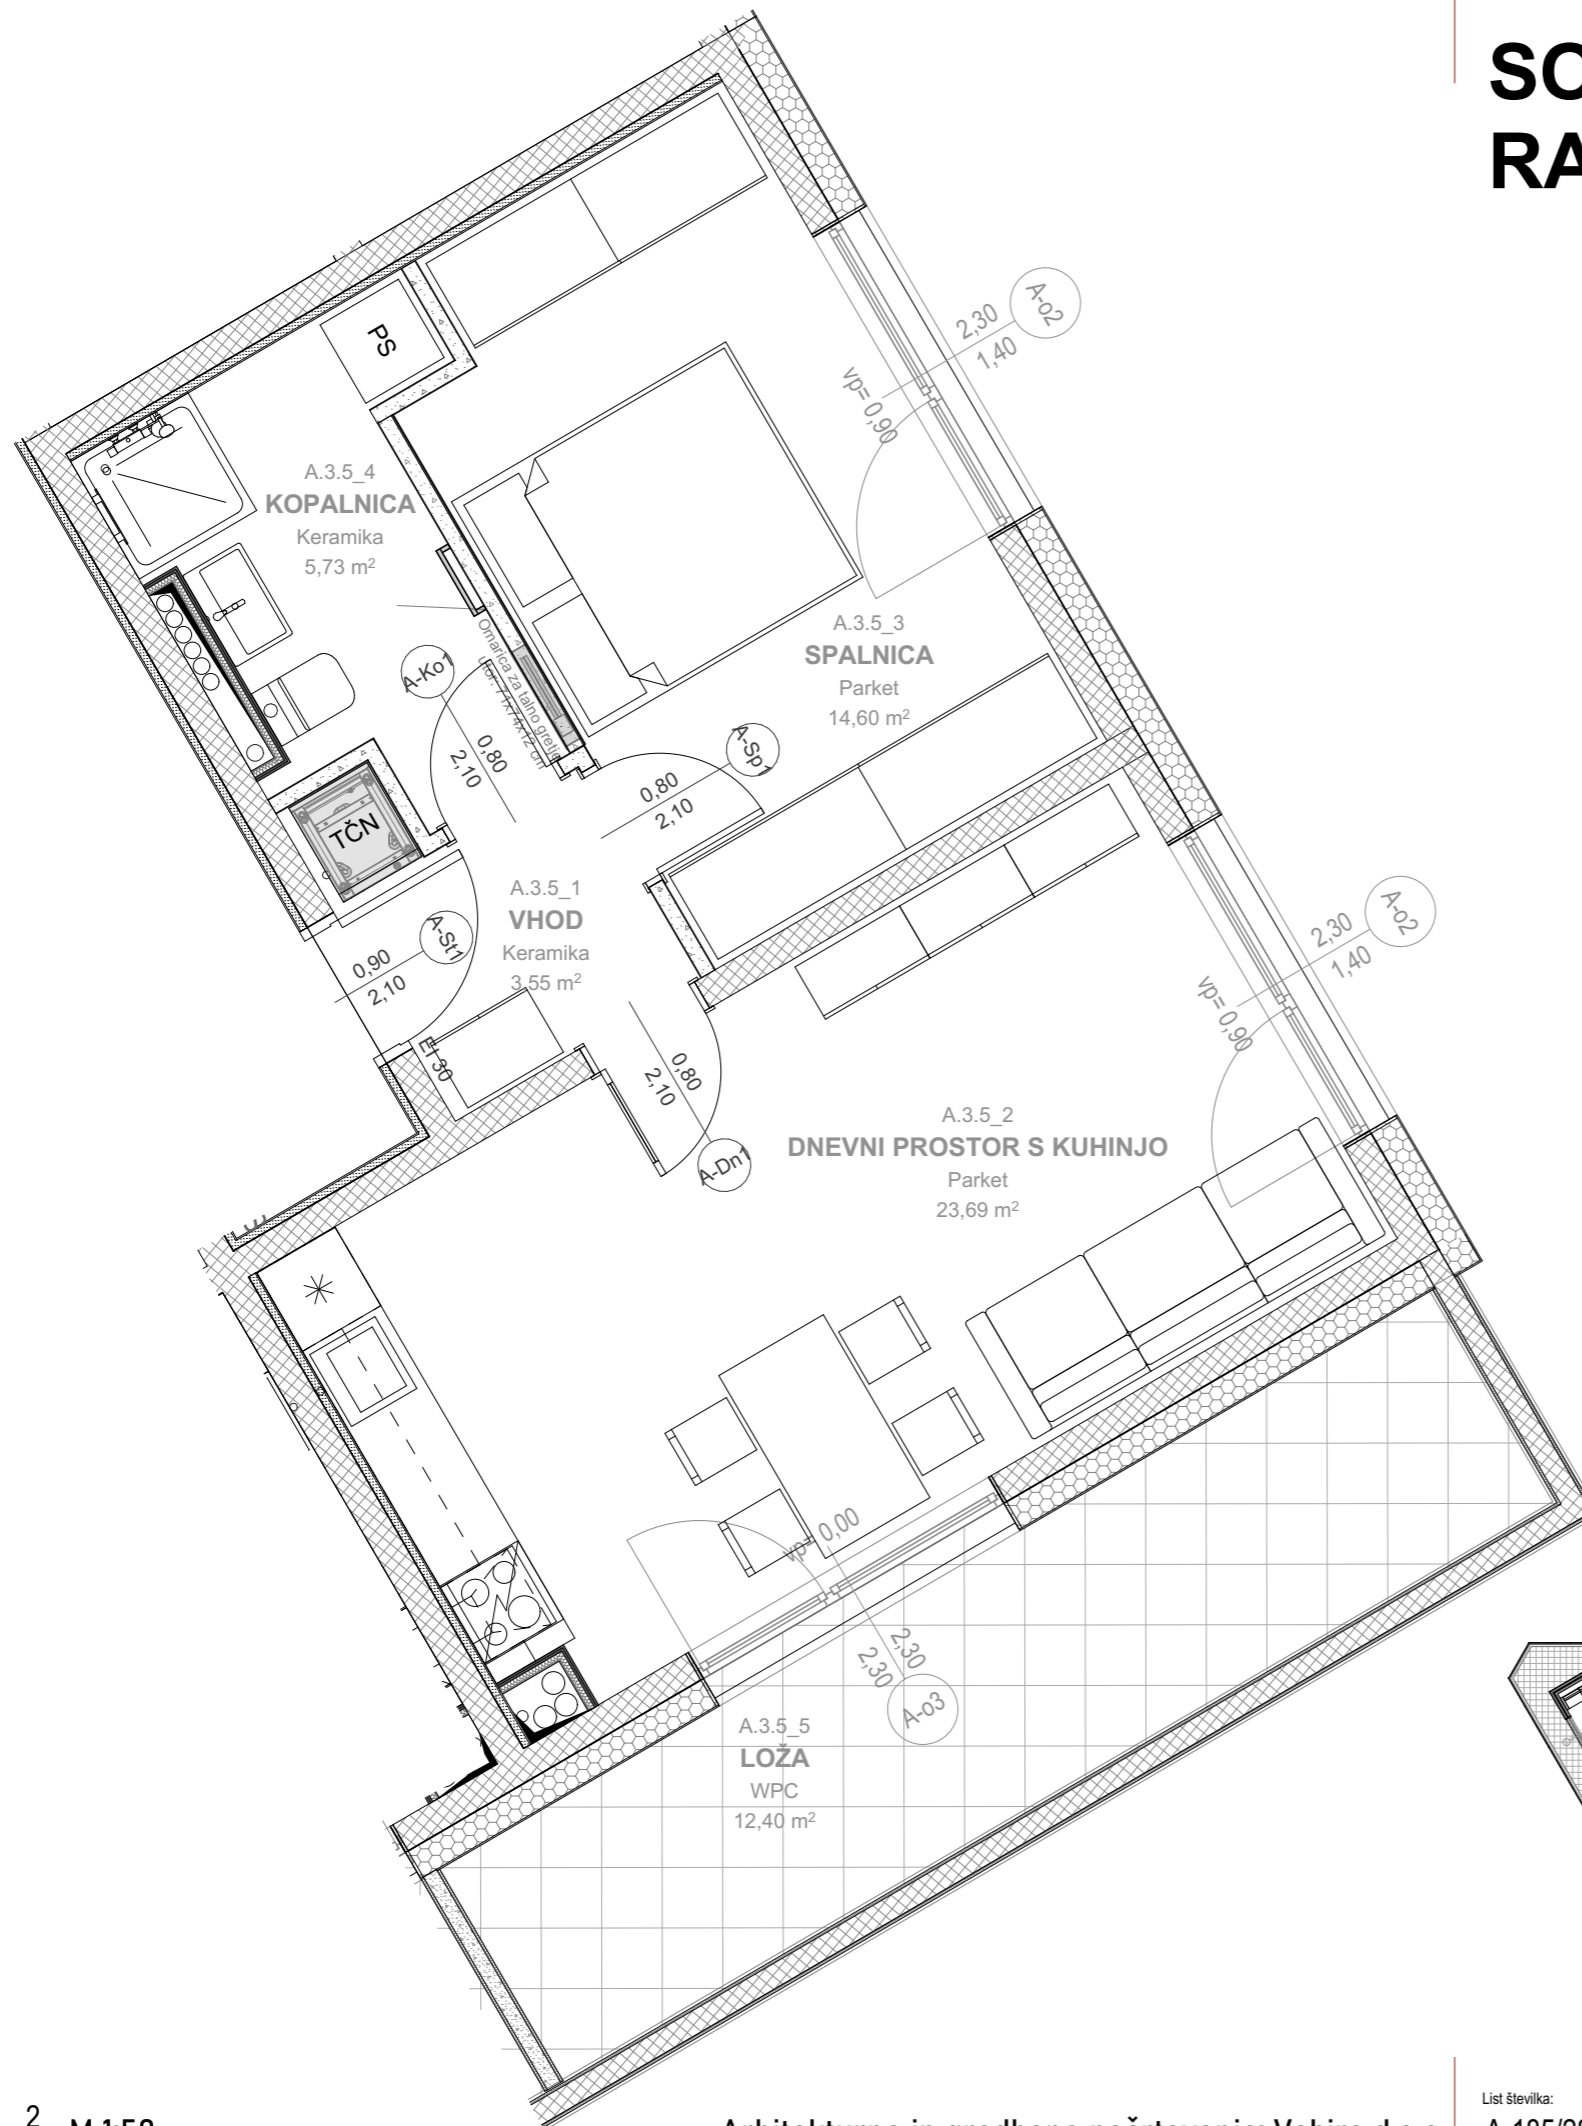 SO
RA
2,30
1,40
A-o2
vp= 0,90
PS
A.3.5_4
KOPALNICA
Keramika
5,73 m²
A.3.5_3
SPALNICA
Parket
14,60 m²
Omarica za talno gretje
utor: 71x74x12 cm
A-Ko1
0,80
2,10
A-Sp1
0,80
2,10
TČN
A.3.5_1
VHOD
Keramika
3,55 m²
A-St1
0,90
2,10
EI 30
2,30
1,40
A-o2
vp= 0,90
0,80
2,10
A-Dn1
A.3.5_2
DNEVNI PROSTOR S KUHINJO
Parket
23,69 m²
vp= 0,00
2,30
2,30
A-o3
A.3.5_5
LOŽA
WPC
12,40 m²
List številka:
2